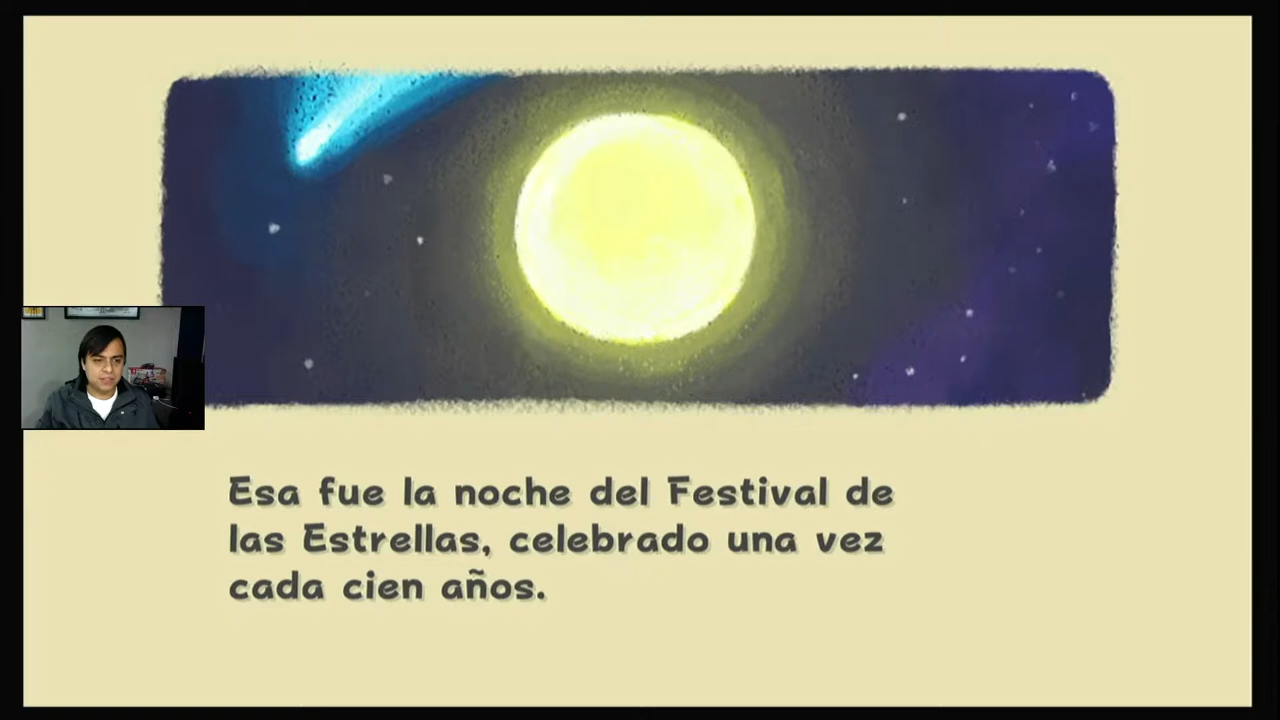 Esa fue la noche del Festival de
las Estrellas, celebrado una vez
cada cien años.